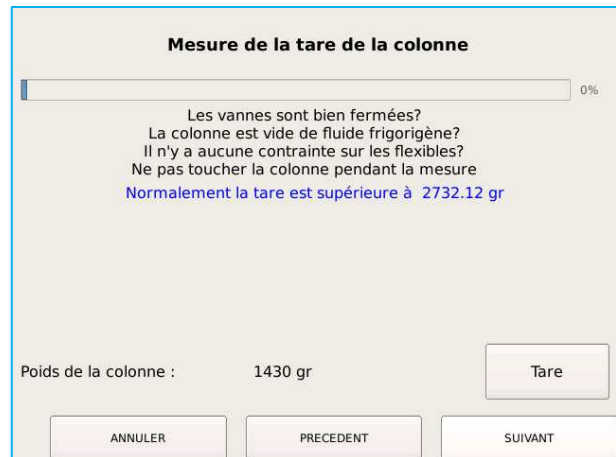 Mesure de la tare de la colonne
0%
Les vannes sont bien fermées?
La colonne est vide de fluide frigorigène?
Il n'y a aucune contrainte sur les flexibles?
Ne pas toucher la colonne pendant la mesure
Normalement la tare est supérieure à 2732.12 gr
Poids de la colonne : 1430 gr Tare
ANNULER PRECEDENT SUIVANT